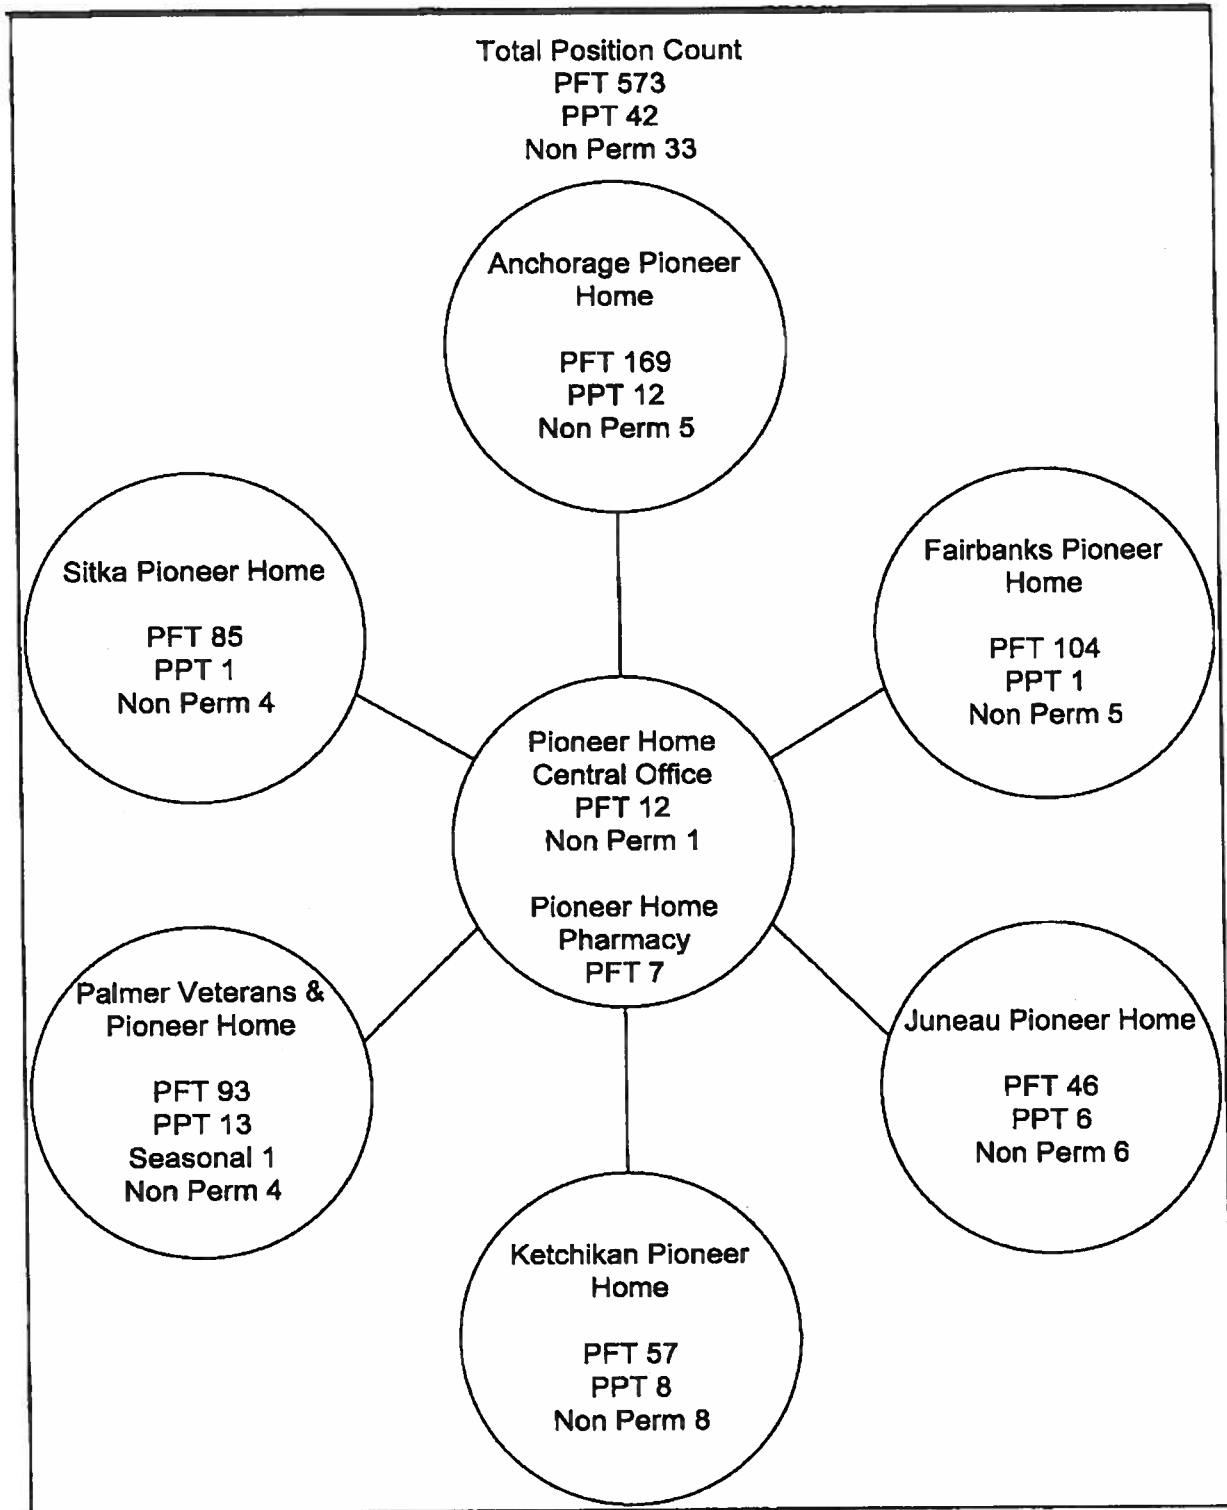 Total Position Count
PFT 573
PPT 42
Non Perm 33
Anchorage Pioneer
Home
PFT 169
PPT 12
Non Perm 5
Sitka Pioneer Home
PFT 85
PPT 1
Non Perm 4
Fairbanks Pioneer
Home
PFT 104
PPT 1
Non Perm 5
Pioneer Home
Central Office
PFT 12
Non Perm 1
Pioneer Home
Pharmacy
PFT 7
Palmer Veterans &
Pioneer Home
PFT 93
PPT 13
Seasonal 1
Non Perm 4
Juneau Pioneer Home
PFT 46
PPT 6
Non Perm 6
Ketchikan Pioneer
Home
PFT 57
PPT 8
Non Perm 8